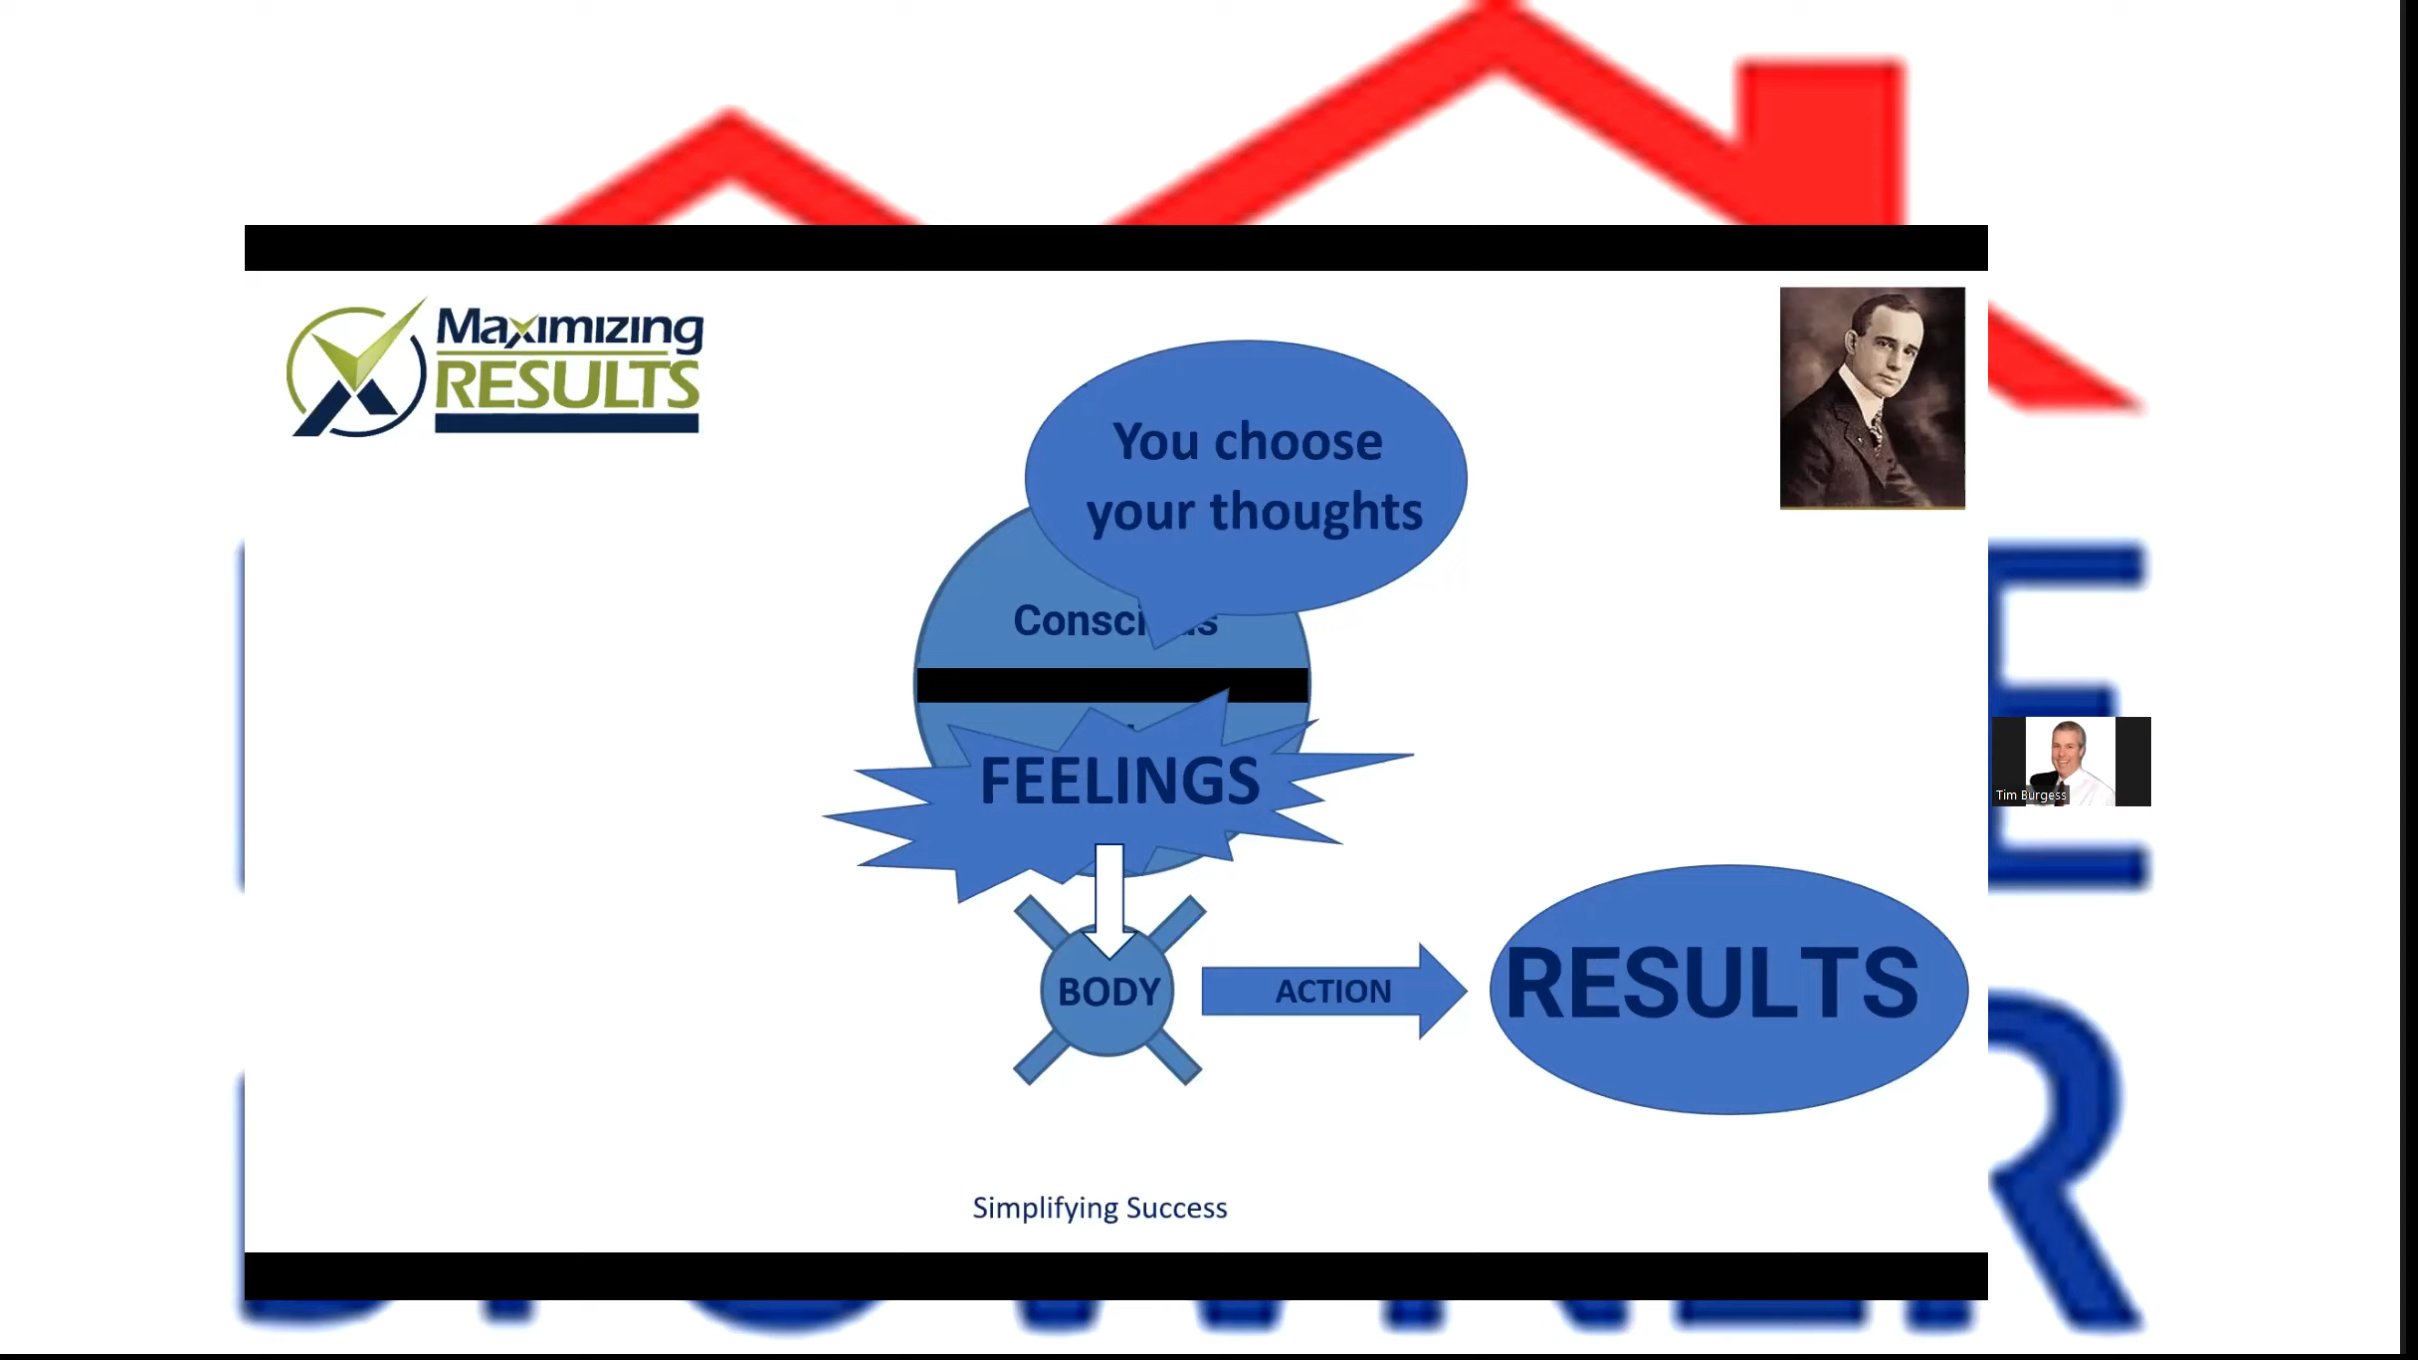 Maximizing
RESULTS
You choose
your thoughts
FEELINGS
BODY
ACTION
RESULTS
Tim Burgess
Simplifying Success